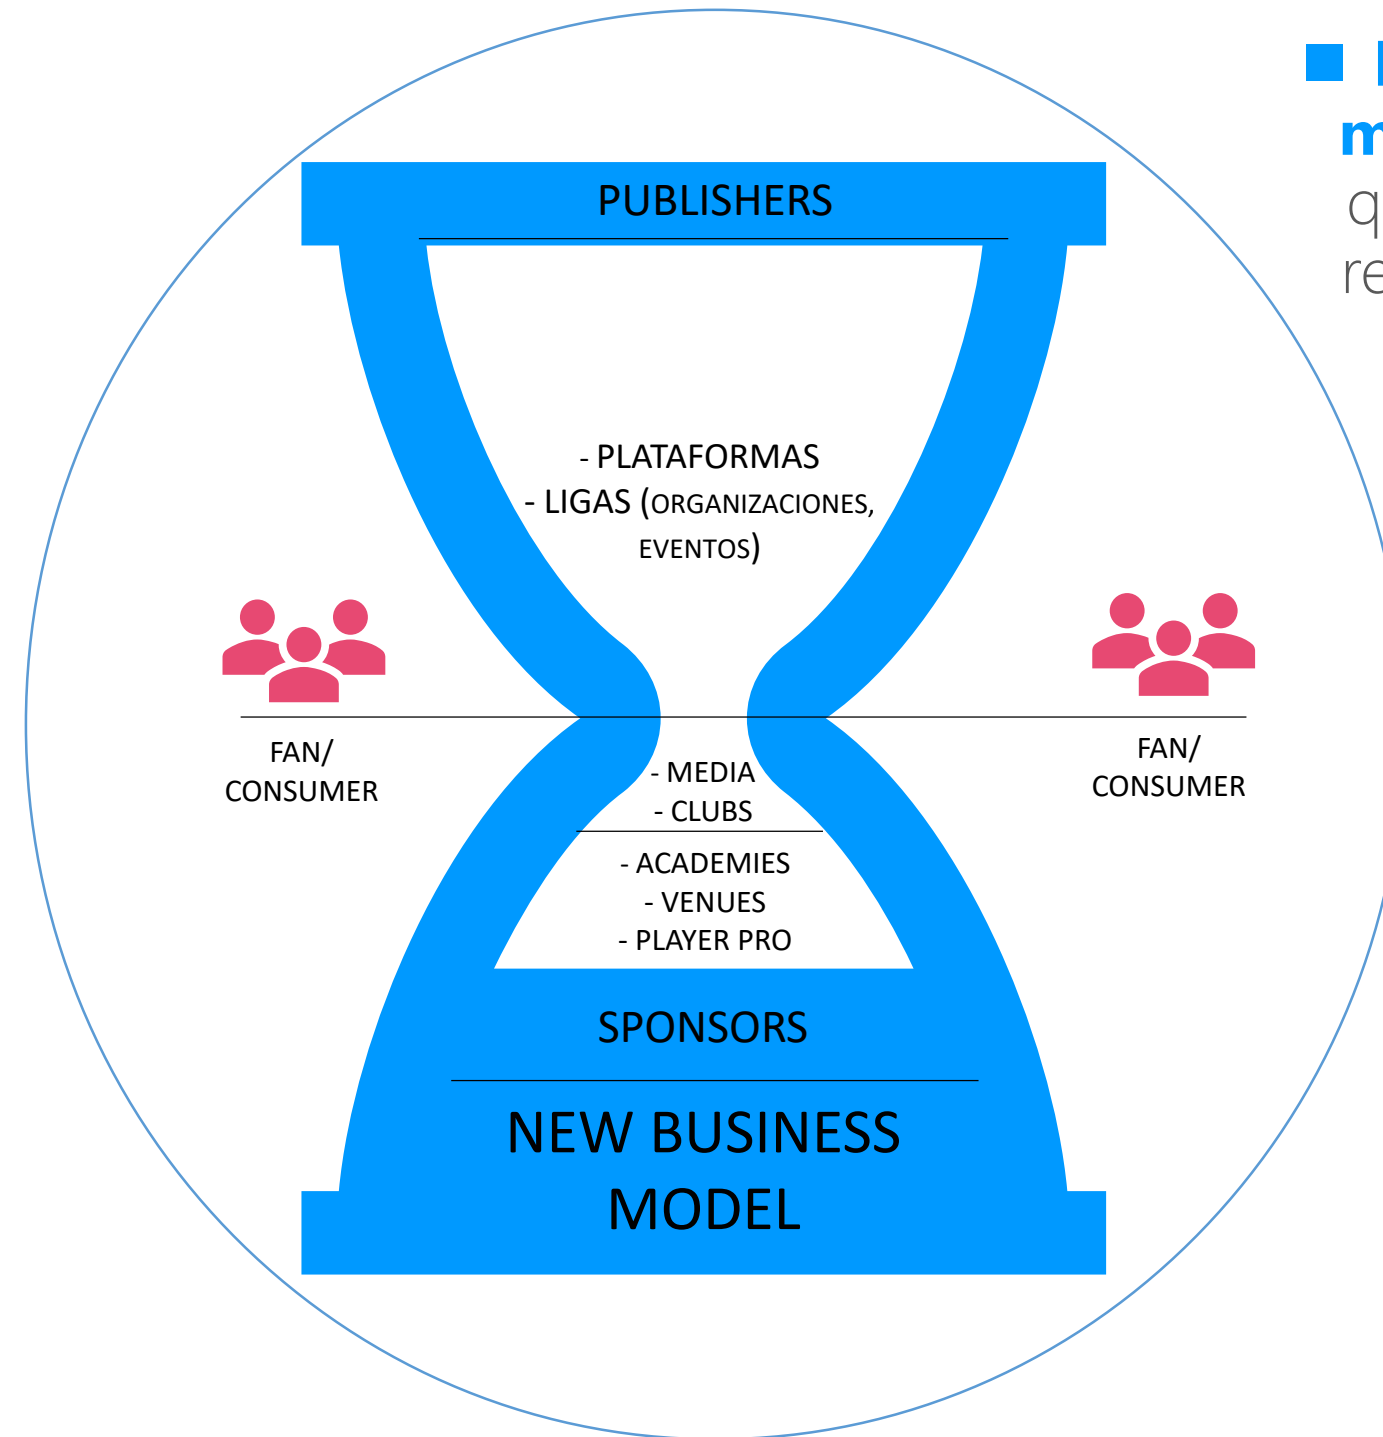 PUBLISHERS
- PLATAFORMAS
- LIGAS (ORGANIZACIONES,
EVENTOS)
FAN/
CONSUMER
FAN/
CONSUMER
- MEDIA
- CLUBS
- ACADEMIES
- VENUES
- PLAYER PRO
SPONSORS
NEW BUSINESS
MODEL